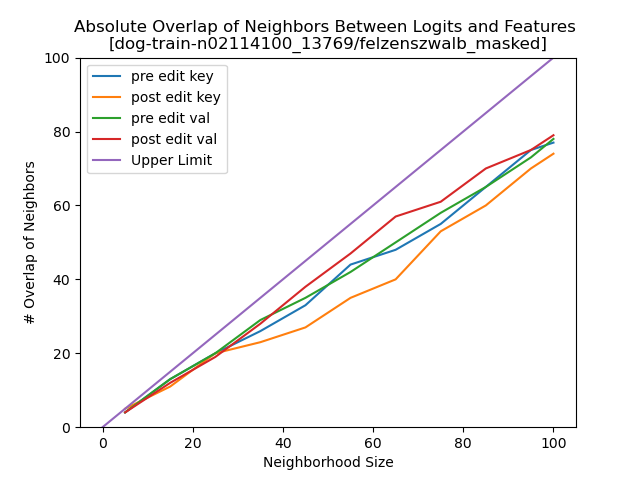 Absolute Overlap of Neighbors Between Logits and Features
[dog-train-n02114100_13769/felzenszwalb_masked]
100
80
60
40
20
0
# Overlap of Neighbors
pre edit key
post edit key
pre edit val
post edit val
Upper Limit
0 20 40 60 80 100
Neighborhood Size